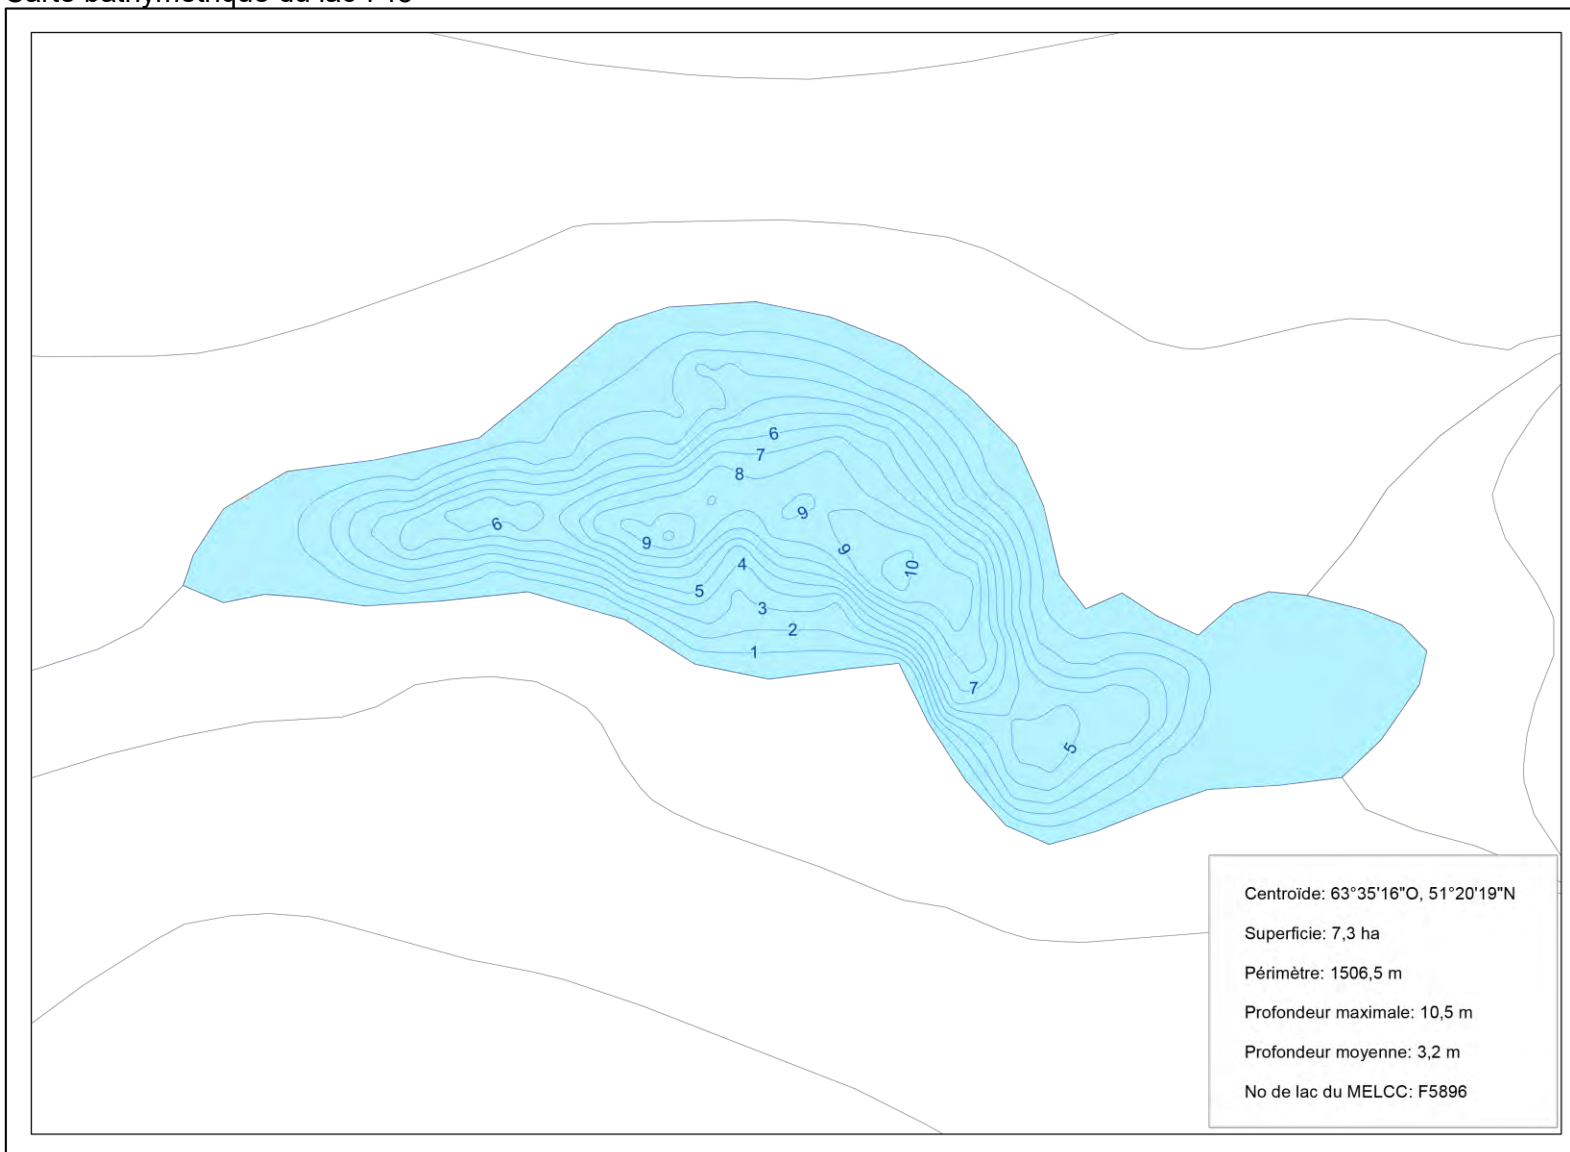 6
7
8
6
9
9
9
10
4
5
3
2
1
7
5
Centroïde: 63°35'16"O, 51°20'19"N
Superficie: 7,3 ha
Périmètre: 1506,5 m
Profondeur maximale: 10,5 m
Profondeur moyenne: 3,2 m
No de lac du MELCC: F5896